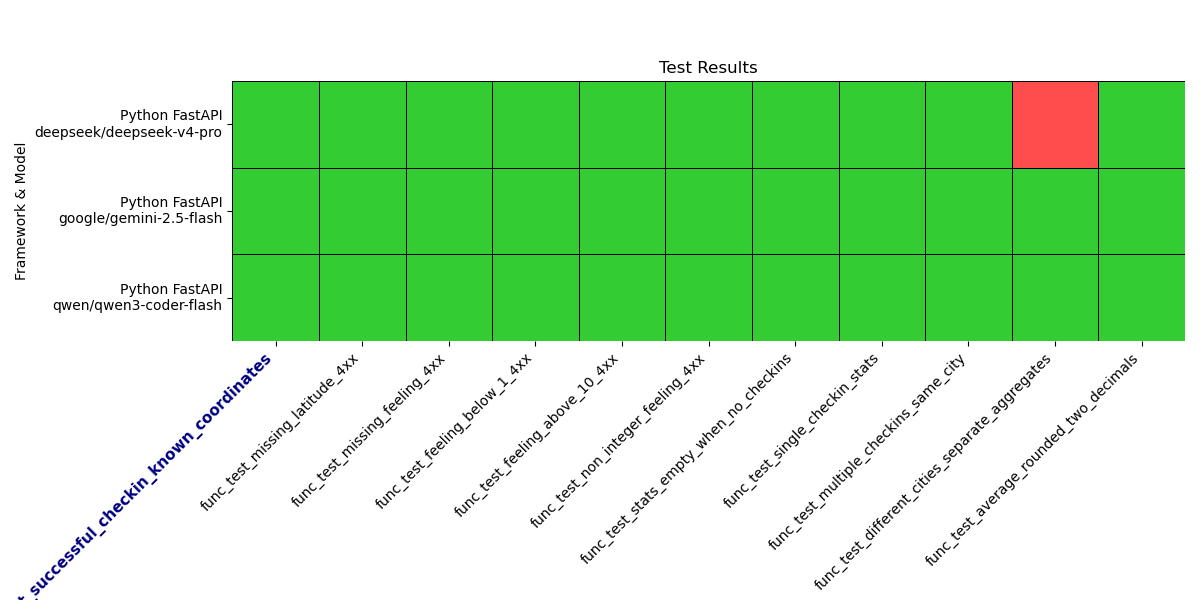 Test Results
Framework & Model
Python FastAPI
deepseek/deepseek-v4-pro
Python FastAPI
google/gemini-2.5-flash
Python FastAPI
qwen/qwen3-coder-flash
t_successful_checkin_known_coordinates
func_test_missing_latitude_4xx
func_test_missing_feeling_4xx
func_test_feeling_below_1_4xx
func_test_feeling_above_10_4xx
func_test_non_integer_feeling_4xx
func_test_stats_empty_when_no_checkins
func_test_single_checkin_stats
func_test_multiple_checkins_same_city
func_test_different_cities_separate_aggregates
func_test_average_rounded_two_decimals